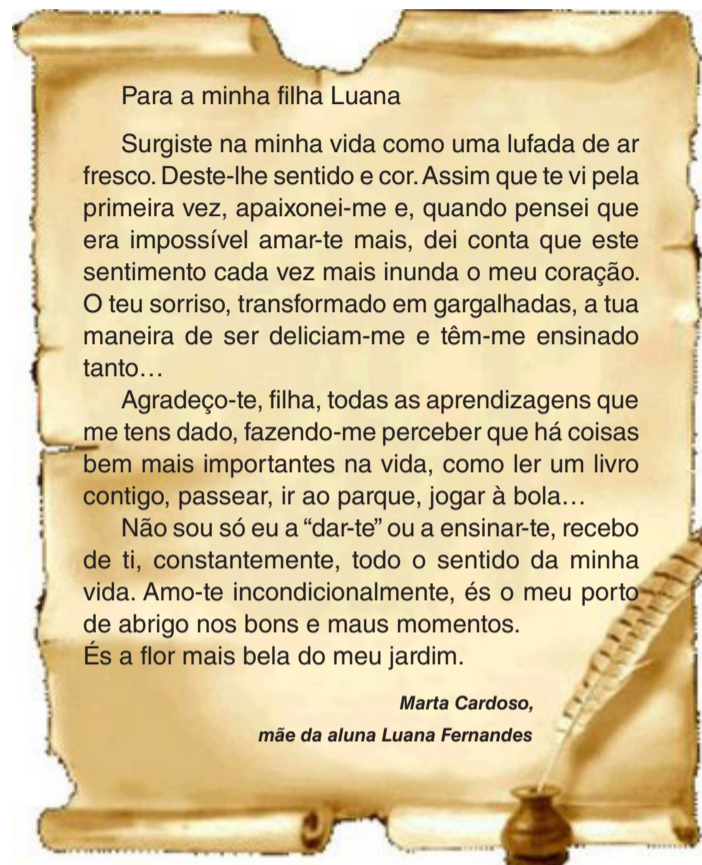 Para a minha filha Luana
Surgiste na minha vida como uma lufada de ar
fresco. Deste-lhe sentido e cor. Assim que te vi pela
primeira vez, apaixonei-me e, quando pensei que
era impossível amar-te mais, dei conta que este
sentimento cada vez mais inunda o meu coração.
O teu sorriso, transformado em gargalhadas, a tua
maneira de ser deliciam-me e têm-me ensinado
tanto…
Agradeço-te, filha, todas as aprendizagens que
me tens dado, fazendo-me perceber que há coisas
bem mais importantes na vida, como ler um livro
contigo, passear, ir ao parque, jogar à bola…
Não sou só eu a “dar-te” ou a ensinar-te, recebo
de ti, constantemente, todo o sentido da minha
vida. Amo-te incondicionalmente, és o meu porto
de abrigo nos bons e maus momentos.
És a flor mais bela do meu jardim.
Marta Cardoso,
mãe da aluna Luana Fernandes